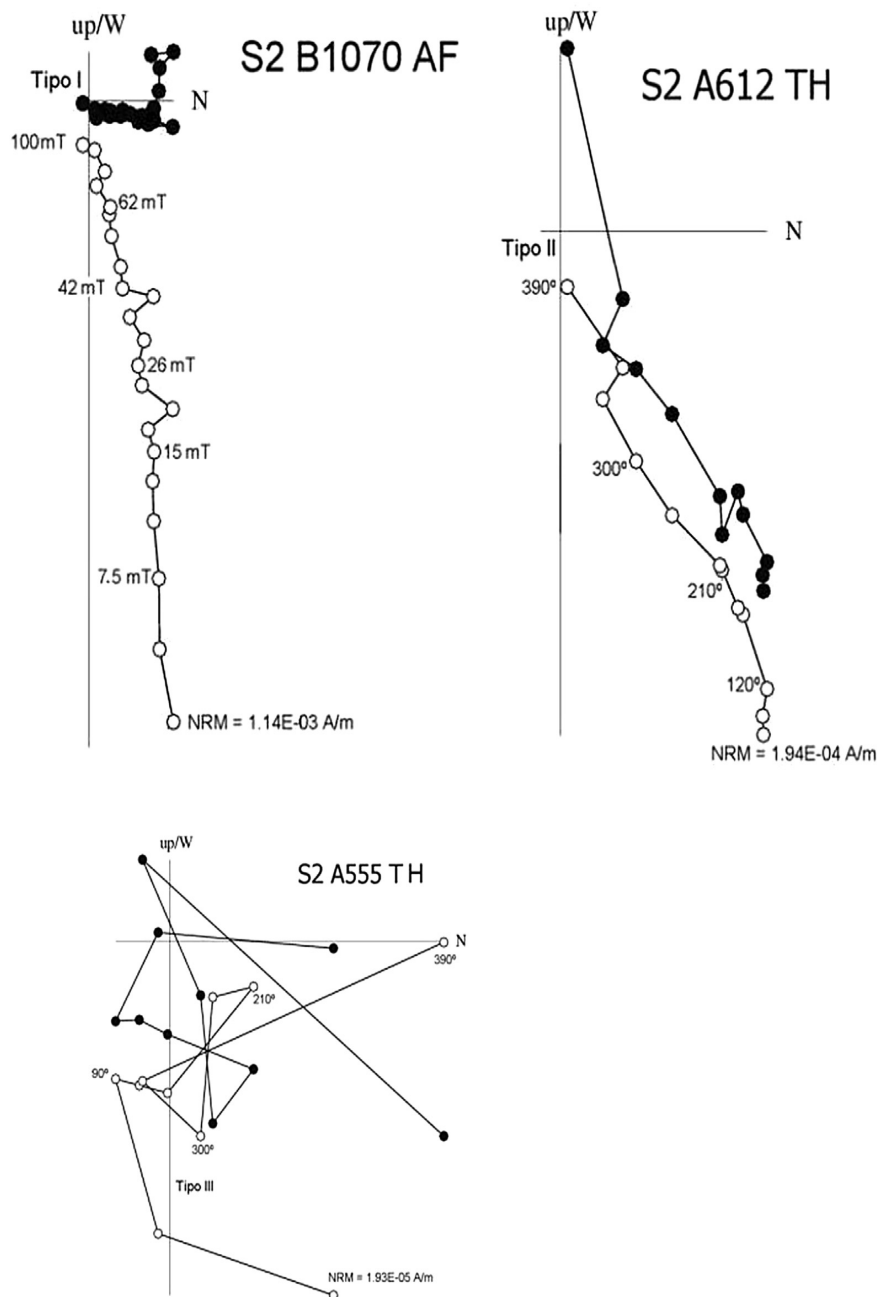 up/W
S2 B1070 AF
Tipo I
N
100mT
62 mT
42 mT
26 mT
15 mT
7.5 mT
NRM = 1.14E-03 A/m
up/W
S2 A612 TH
N
Tipo II
390º
300º
210º
120º
NRM = 1.94E-04 A/m
up/W
S2 A555 TH
N
390º
210º
90º
300º
Tipo III
NRM = 1.93E-05 A/m